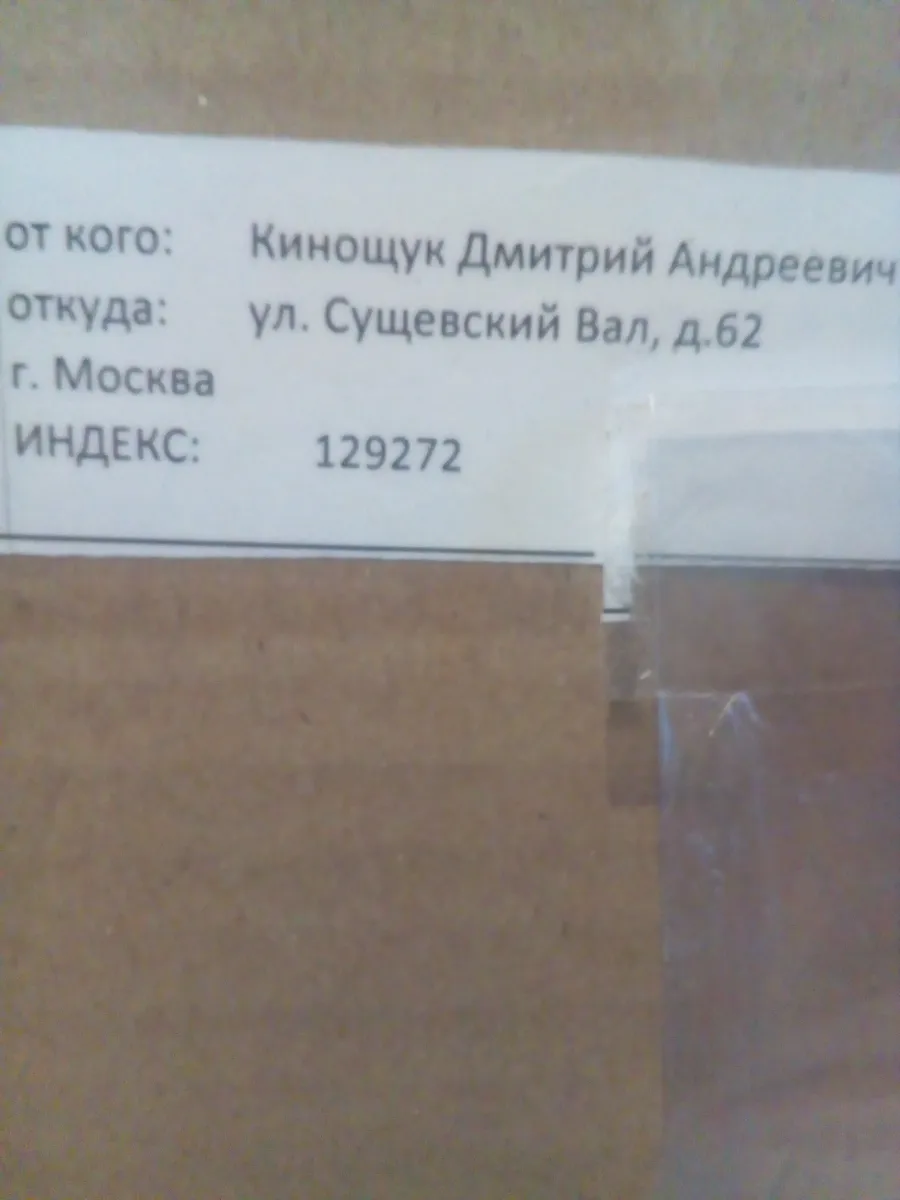 от кого: Кинощук Дмитрий Андреевич
откуда: ул. Сущевский Вал, д.62
г. Москва
ИНДЕКС: 129272